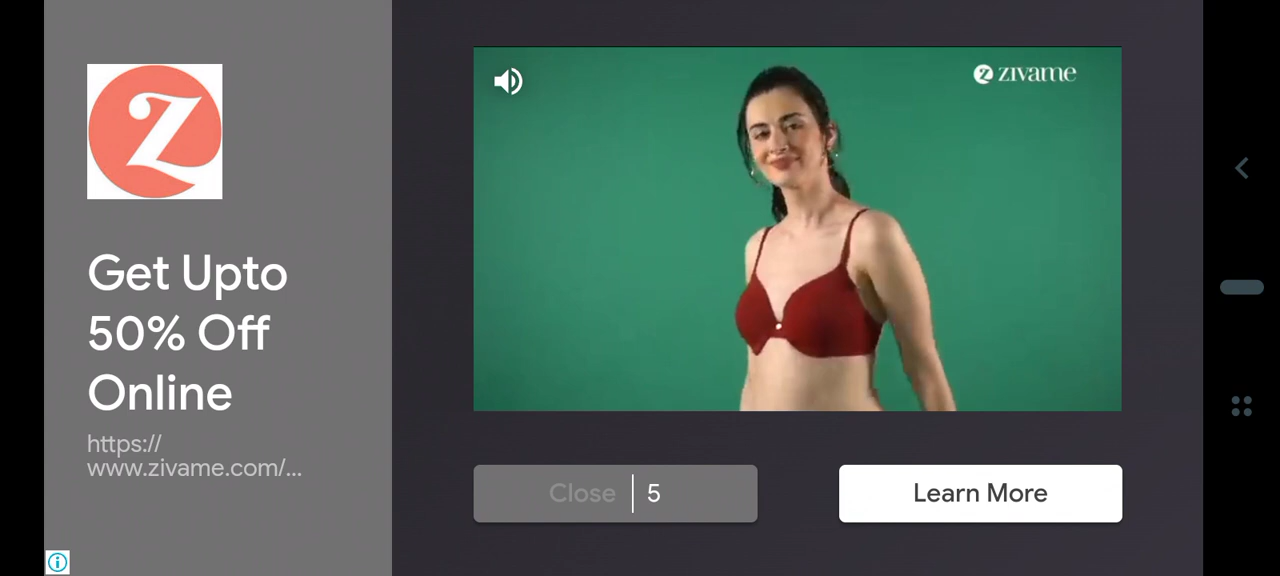 Z
Get Upto
50% Off
Online
https://
www.zivame.com/...
Z zivame
Close | 5
Learn More